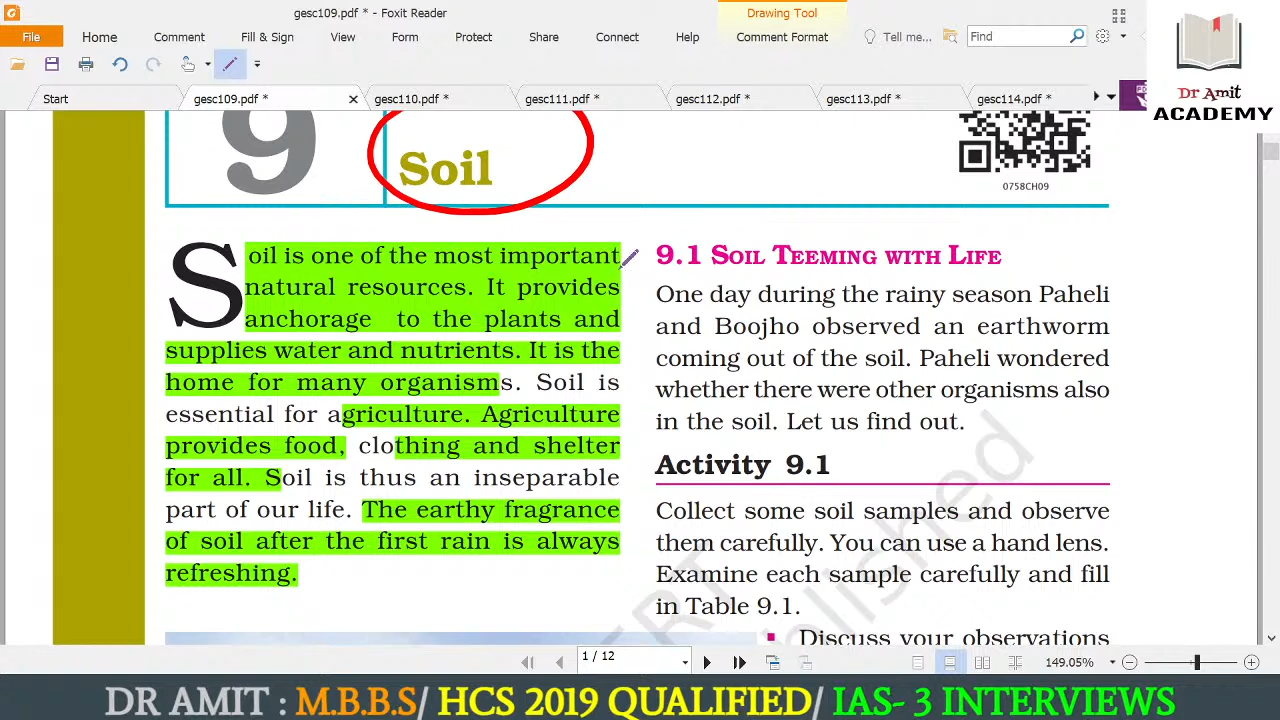 gesc109.pdf * - Foxit Reader
Drawing Tool
File Home Comment Fill & Sign View Form Protect Share Connect Help Comment Format Tell me... Find
Start gesc109.pdf * gesc110.pdf * gesc111.pdf * gesc112.pdf * gesc113.pdf * gesc114.pdf *
Dr Amit
ACADEMY
9
Soil
0758CH09
Soil is one of the most important
natural resources. It provides
anchorage to the plants and
supplies water and nutrients. It is the
home for many organisms. Soil is
essential for agriculture. Agriculture
provides food, clothing and shelter
for all. Soil is thus an inseparable
part of our life. The earthy fragrance
of soil after the first rain is always
refreshing.
9.1 SOIL TEEMING WITH LIFE
One day during the rainy season Paheli
and Boojho observed an earthworm
coming out of the soil. Paheli wondered
whether there were other organisms also
in the soil. Let us find out.
Activity 9.1
Collect some soil samples and observe
them carefully. You can use a hand lens.
Examine each sample carefully and fill
in Table 9.1.
Discuss your observations
1 / 12
149.05%
DR AMIT : M.B.B.S/ HCS 2019 QUALIFIED/ IAS- 3 INTERVIEWS